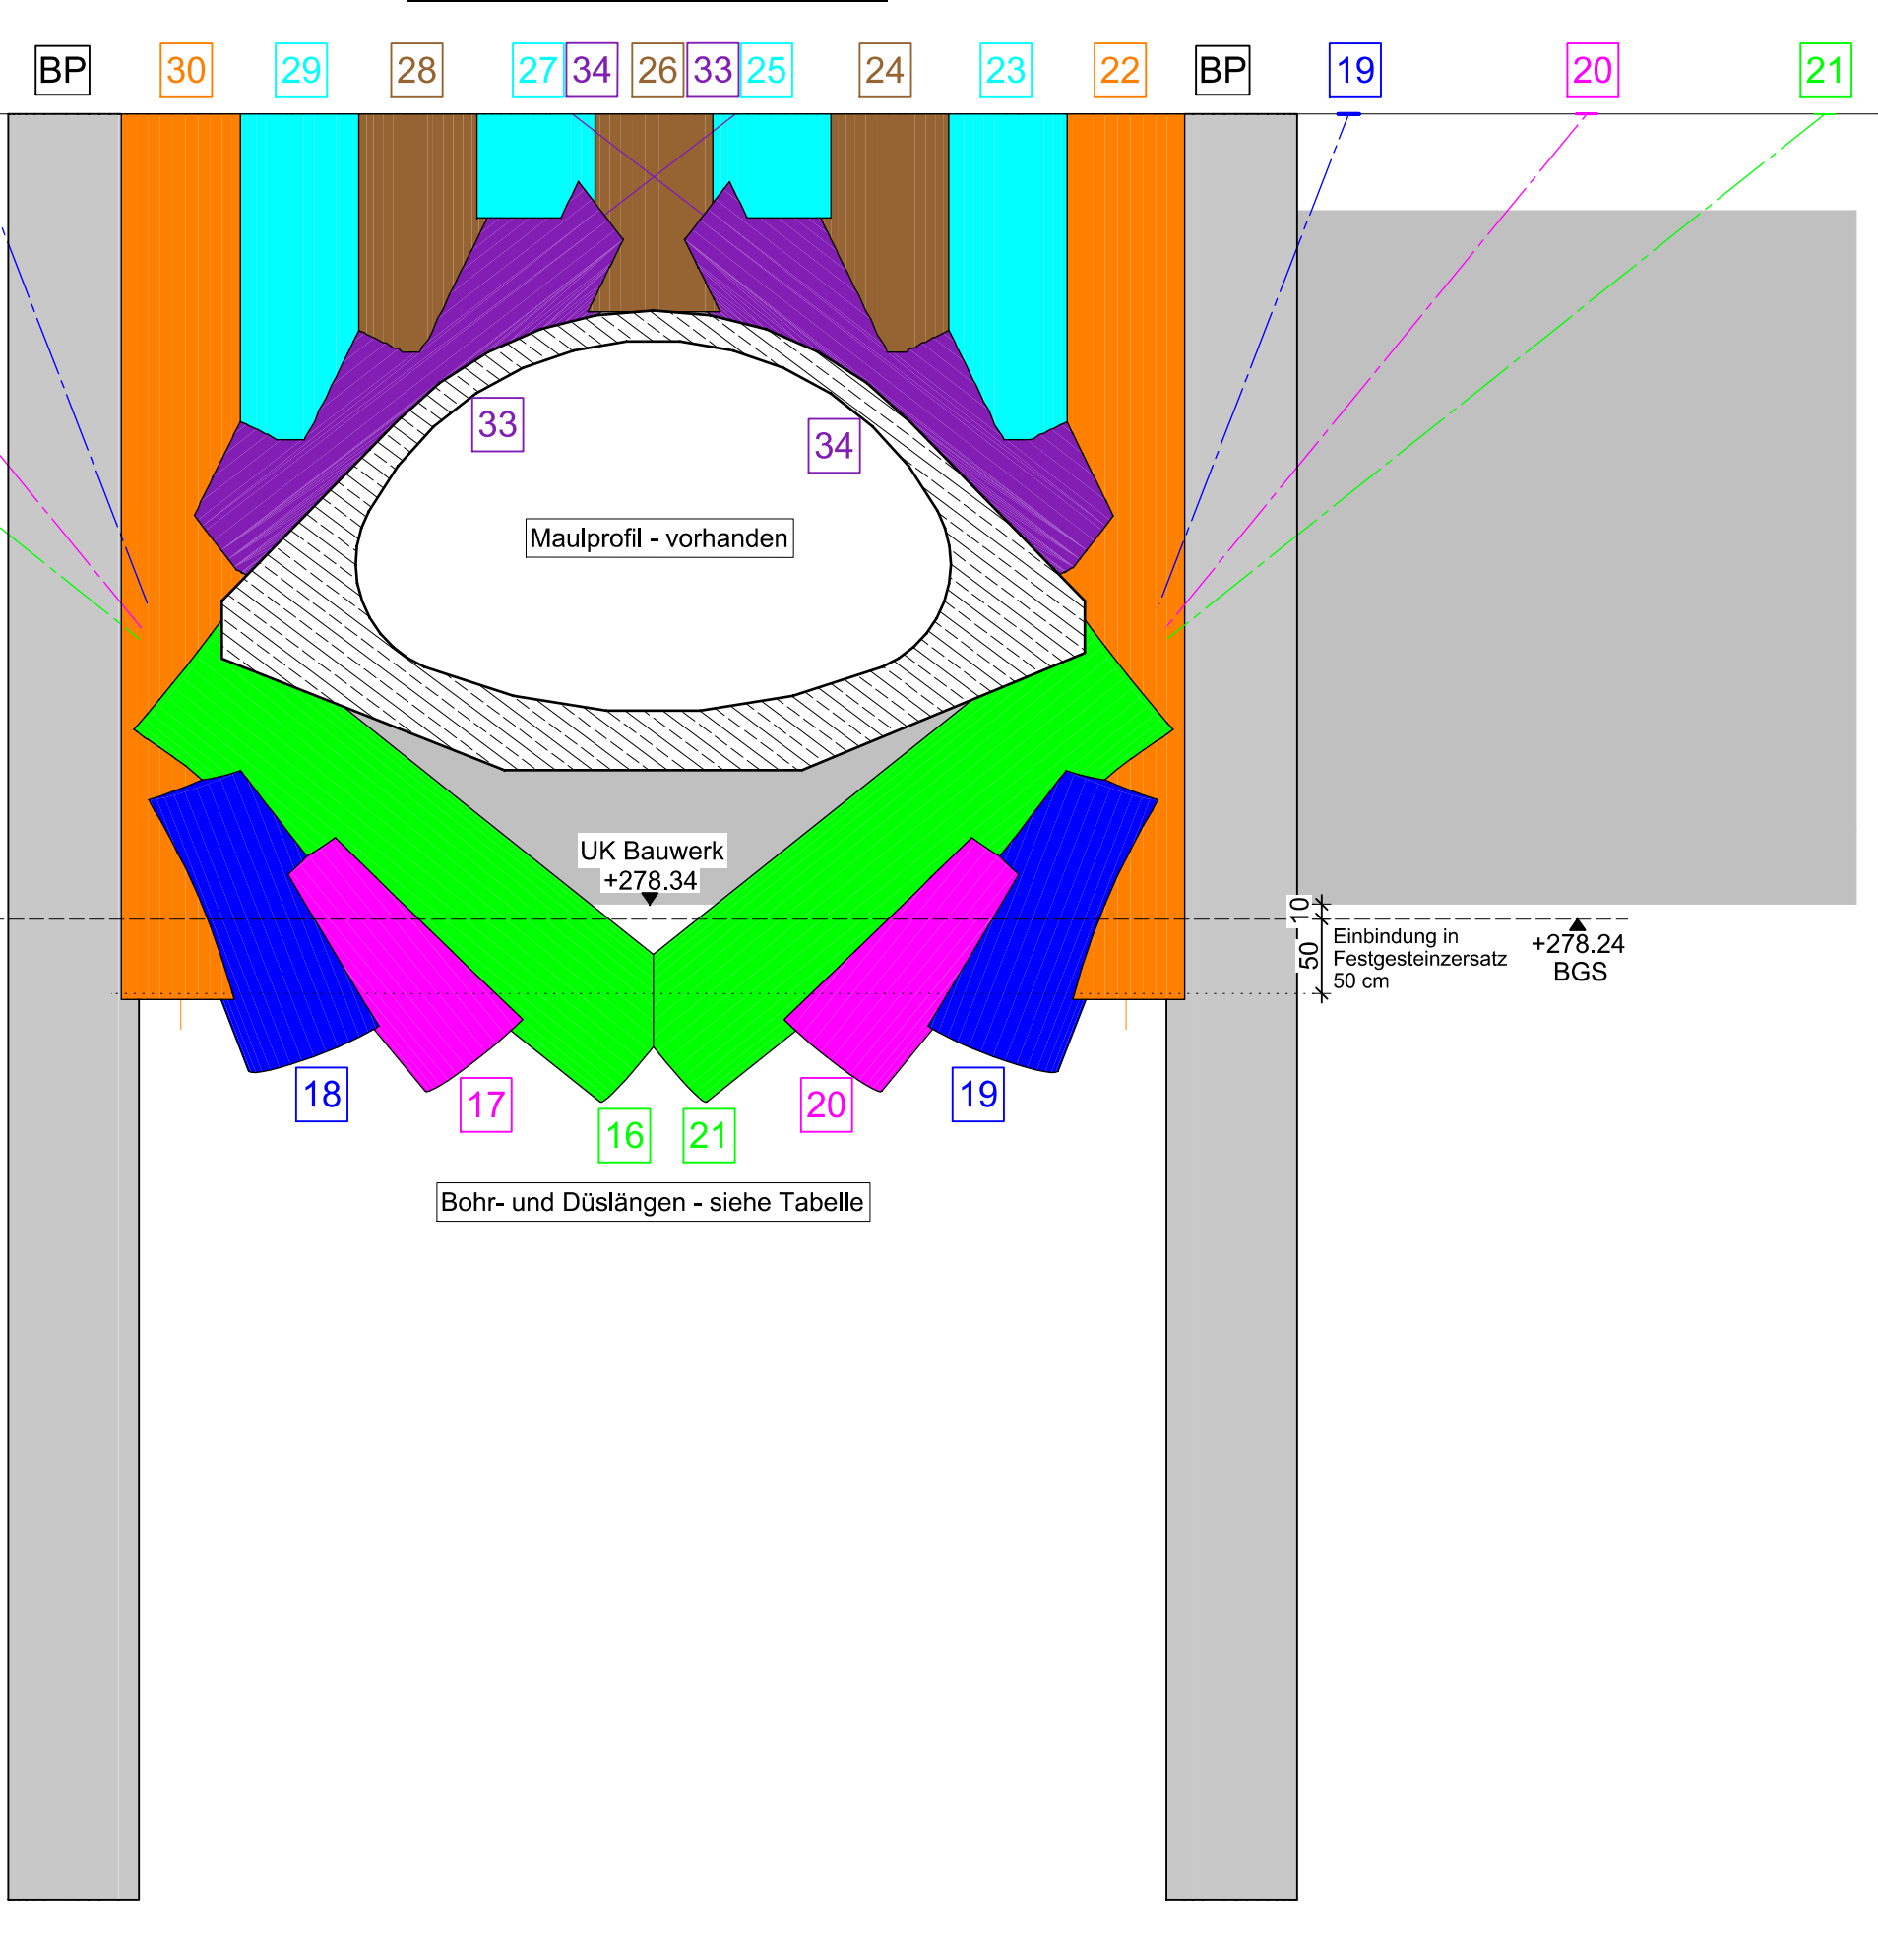 BP 30 29 28 27 34 26 33 25 24 23 22 BP 19 20 21
33
34
Maulprofil - vorhanden
UK Bauwerk
+278.34
10
50
Einbindung in
Festgesteinzersatz
50 cm
+278.24
BGS
18 17 16 21 20 19
Bohr- und Düslängen - siehe Tabelle